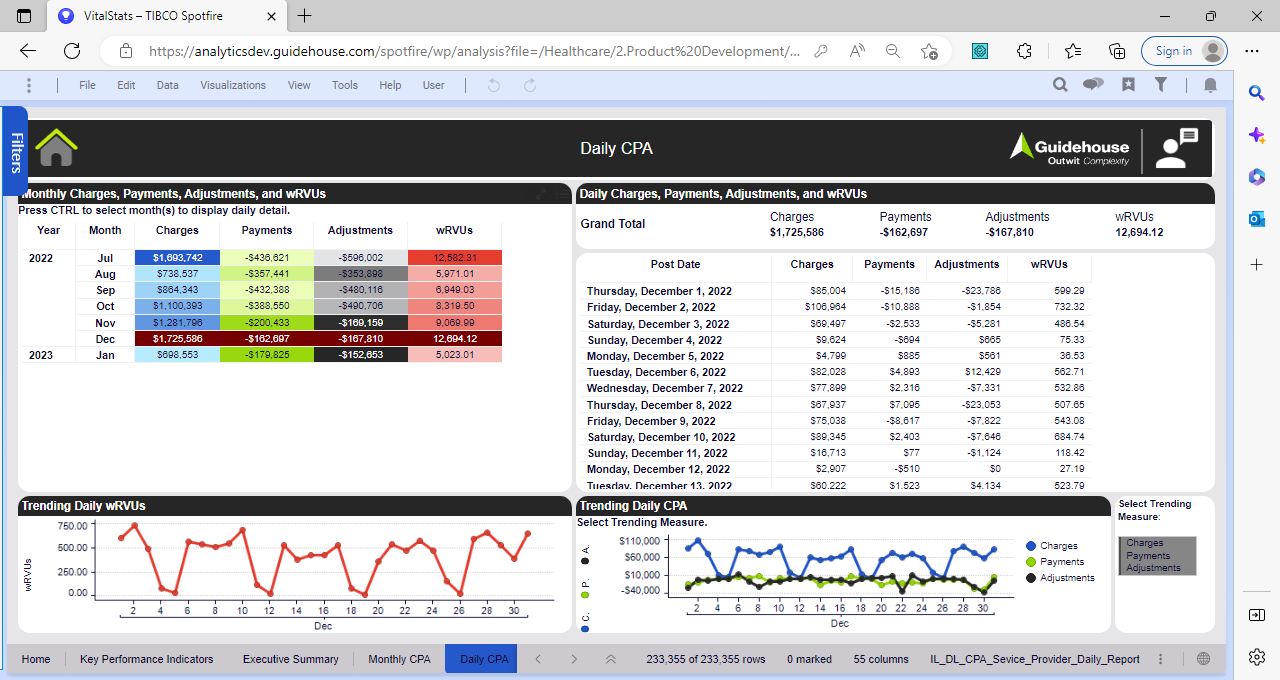 VitalStats – TIBCO Spotfire
https://analyticsdev.guidehouse.com/spotfire/wp/analysis?file=/Healthcare/2.Product%20Development/...
Sign in
File Edit Data Visualizations View Tools Help User
Filters
Daily CPA
Guidehouse
Outwit Complexity
Monthly Charges, Payments, Adjustments, and wRVUs
Press CTRL to select month(s) to display daily detail.
Year Month Charges Payments Adjustments wRVUs
2022 Jul $1,693,742 -$436,621 -$596,002 12,582.31
Aug $738,537 -$357,441 -$353,898 5,971.01
Sep $864,343 -$432,388 -$480,116 6,949.03
Oct $1,100,393 -$388,550 -$490,706 8,319.50
Nov $1,281,796 -$200,433 -$169,159 9,069.99
Dec $1,725,586 -$162,697 -$167,810 12,694.12
2023 Jan $698,553 -$179,825 -$152,653 5,023.01
Daily Charges, Payments, Adjustments, and wRVUs
Grand Total
Charges Payments Adjustments wRVUs
$1,725,586 -$162,697 -$167,810 12,694.12
Post Date Charges Payments Adjustments wRVUs
Thursday, December 1, 2022 $85,004 -$15,186 -$23,786 599.29
Friday, December 2, 2022 $106,964 -$10,888 -$1,854 732.32
Saturday, December 3, 2022 $69,497 -$2,533 -$5,281 486.54
Sunday, December 4, 2022 $9,624 -$694 $665 75.33
Monday, December 5, 2022 $4,799 $885 $561 36.53
Tuesday, December 6, 2022 $82,028 $4,893 $12,429 562.71
Wednesday, December 7, 2022 $77,899 $2,316 -$7,331 532.86
Thursday, December 8, 2022 $67,937 $7,095 -$23,053 507.65
Friday, December 9, 2022 $75,038 -$8,617 -$7,822 543.08
Saturday, December 10, 2022 $89,345 $2,403 -$7,646 684.74
Sunday, December 11, 2022 $16,713 $77 -$1,124 118.42
Monday, December 12, 2022 $2,907 -$510 $0 27.19
Tuesday, December 13, 2022 $60,222 $1,523 $4,134 523.79
Trending Daily wRVUs
wRVUs
750.00
500.00
250.00
0.00
2 4 6 8 10 12 14 16 18 20 22 24 26 28 30
Dec
Trending Daily CPA
Select Trending Measure.
A.
P.
C.
$110,000
$60,000
$10,000
-$40,000
2 4 6 8 10 12 14 16 18 20 22 24 26 28 30
Dec
Charges
Payments
Adjustments
Select Trending
Measure:
Charges
Payments
Adjustments
Home Key Performance Indicators Executive Summary Monthly CPA Daily CPA 233,355 of 233,355 rows 0 marked 55 columns IL_DL_CPA_Sevice_Provider_Daily_Report